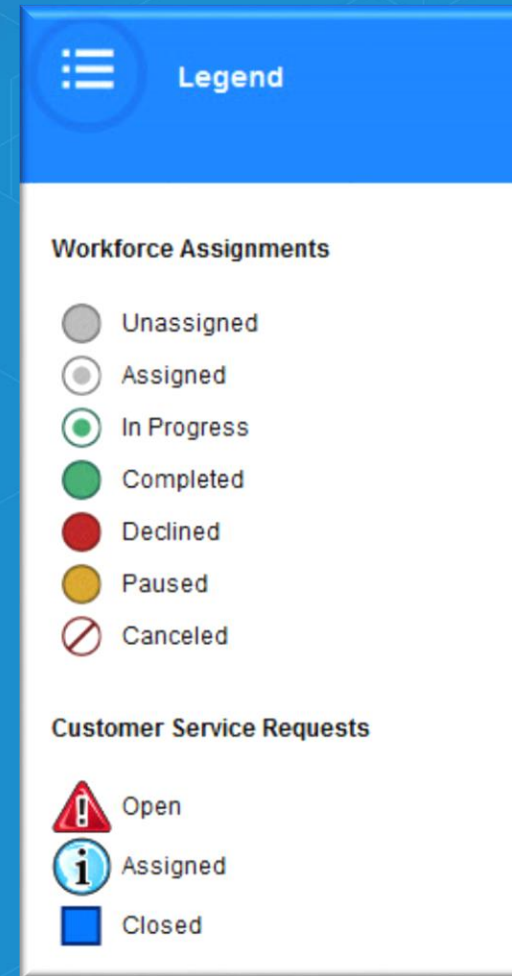 Legend
Workforce Assignments
Unassigned
Assigned
In Progress
Completed
Declined
Paused
Canceled
Customer Service Requests
Open
Assigned
Closed